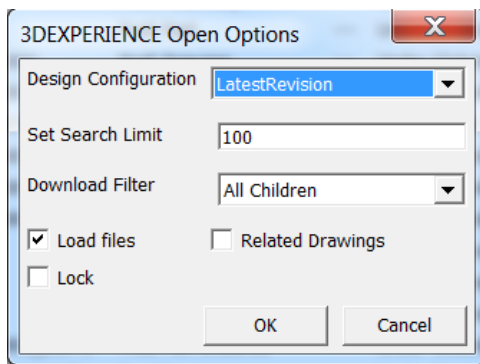 3DEXPERIENCE Open Options
Design Configuration LatestRevision
Set Search Limit 100
Download Filter All Children
Load files Related Drawings
Lock
OK Cancel